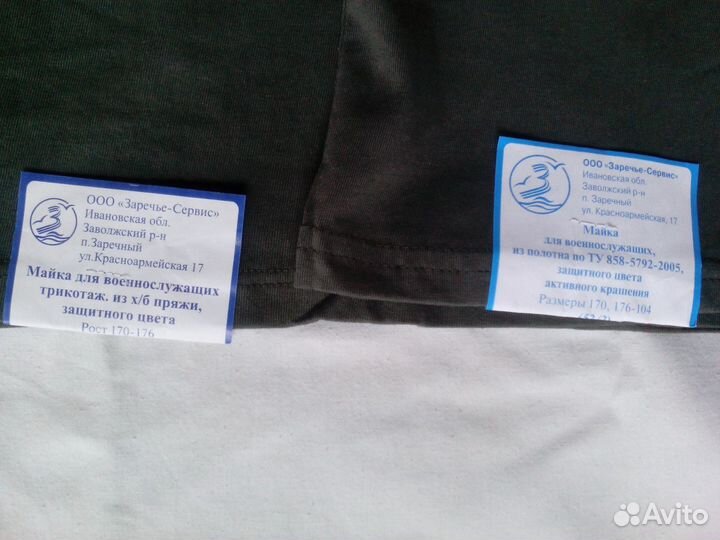 ООО «Заречье-Сервис»
Ивановская обл.
Заволжский р-н
п.Заречный
ул.Красноармейская 17
Майка для военнослужащих
трикотаж. из х/б пряжи,
защитного цвета
Рост 170-176
ООО «Заречье-Сервис»
Ивановская обл.
Заволжский р-н
п. Заречный
ул. Красноармейская, 17
Майка
для военнослужащих,
из полотна по ТУ 858-5792-2005,
защитного цвета
активного крашения
Размеры 170, 176-104
Avito